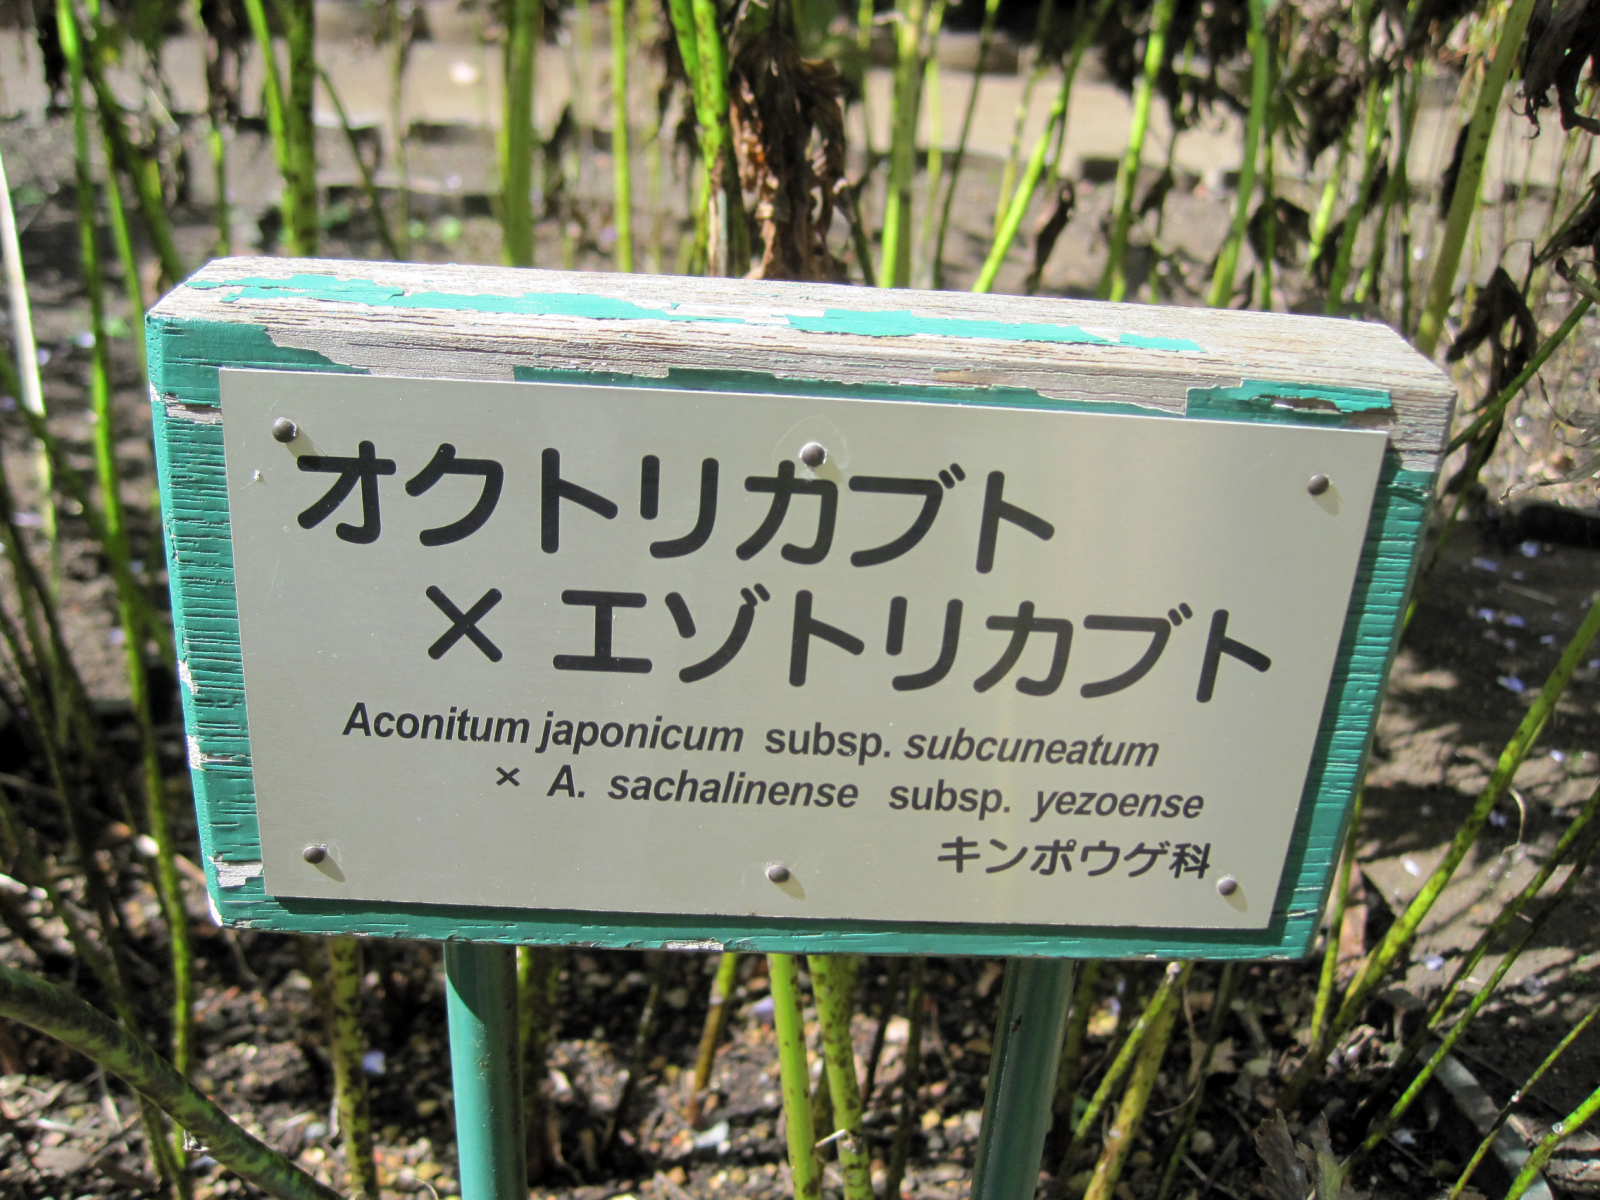 オクトリカブト
× エゾトリカブト
Aconitum japonicum subsp. subcuneatum
× A. sachalinense subsp. yezoense
キンポウゲ科